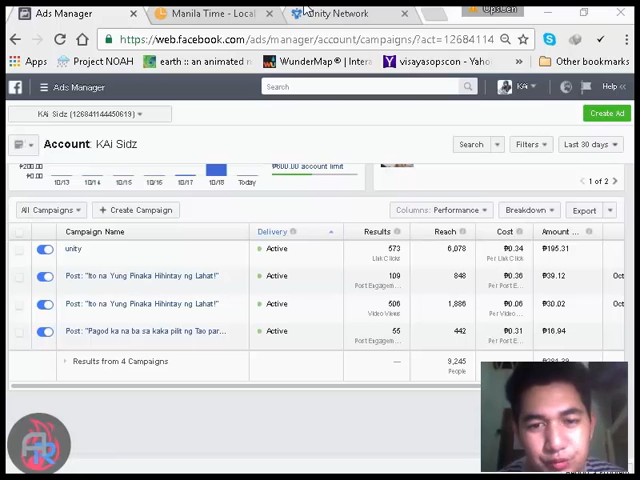 Ads Manager
Manila Time - Local
Unity Network
OpsCen
https://web.facebook.com/ads/manager/account/campaigns/?act=12684114
Apps
Project NOAH
earth :: an animated
WunderMap® | Intera
visayasopscon
Other bookmarks
Ads Manager
Search
KAi
Help
KAi Sidz (126841144450619)
Create Ad
Account: KAi Sidz
Search
Filters
Last 30 days
₱200.00
₱0.00
10/13
10/14
10/15
10/16
10/17
10/18
Today
₱600.00 account limit
1 of 2
All Campaigns
+ Create Campaign
Columns: Performance
Breakdown
Export
Campaign Name
Delivery
Results
Reach
Cost
Amount ...
unity
Active
573
Link Clicks
6,078
₱0.34
Per Link C...
₱195.31
Post: "Ito na Yung Pinaka Hihintay ng Lahat!"
Active
109
Post Engagem...
848
₱0.36
Per Post E...
₱39.12
Oct
Post: "Ito na Yung Pinaka Hihintay ng Lahat!"
Active
506
Video Views
1,886
₱0.06
Per Video ...
₱30.02
Oct
Post: "Pagod ka na ba sa kaka pilit ng Tao par...
Active
55
Post Engagem...
442
₱0.31
Per Post E...
₱16.94
Results from 4 Campaigns
—
9,245
People
AR